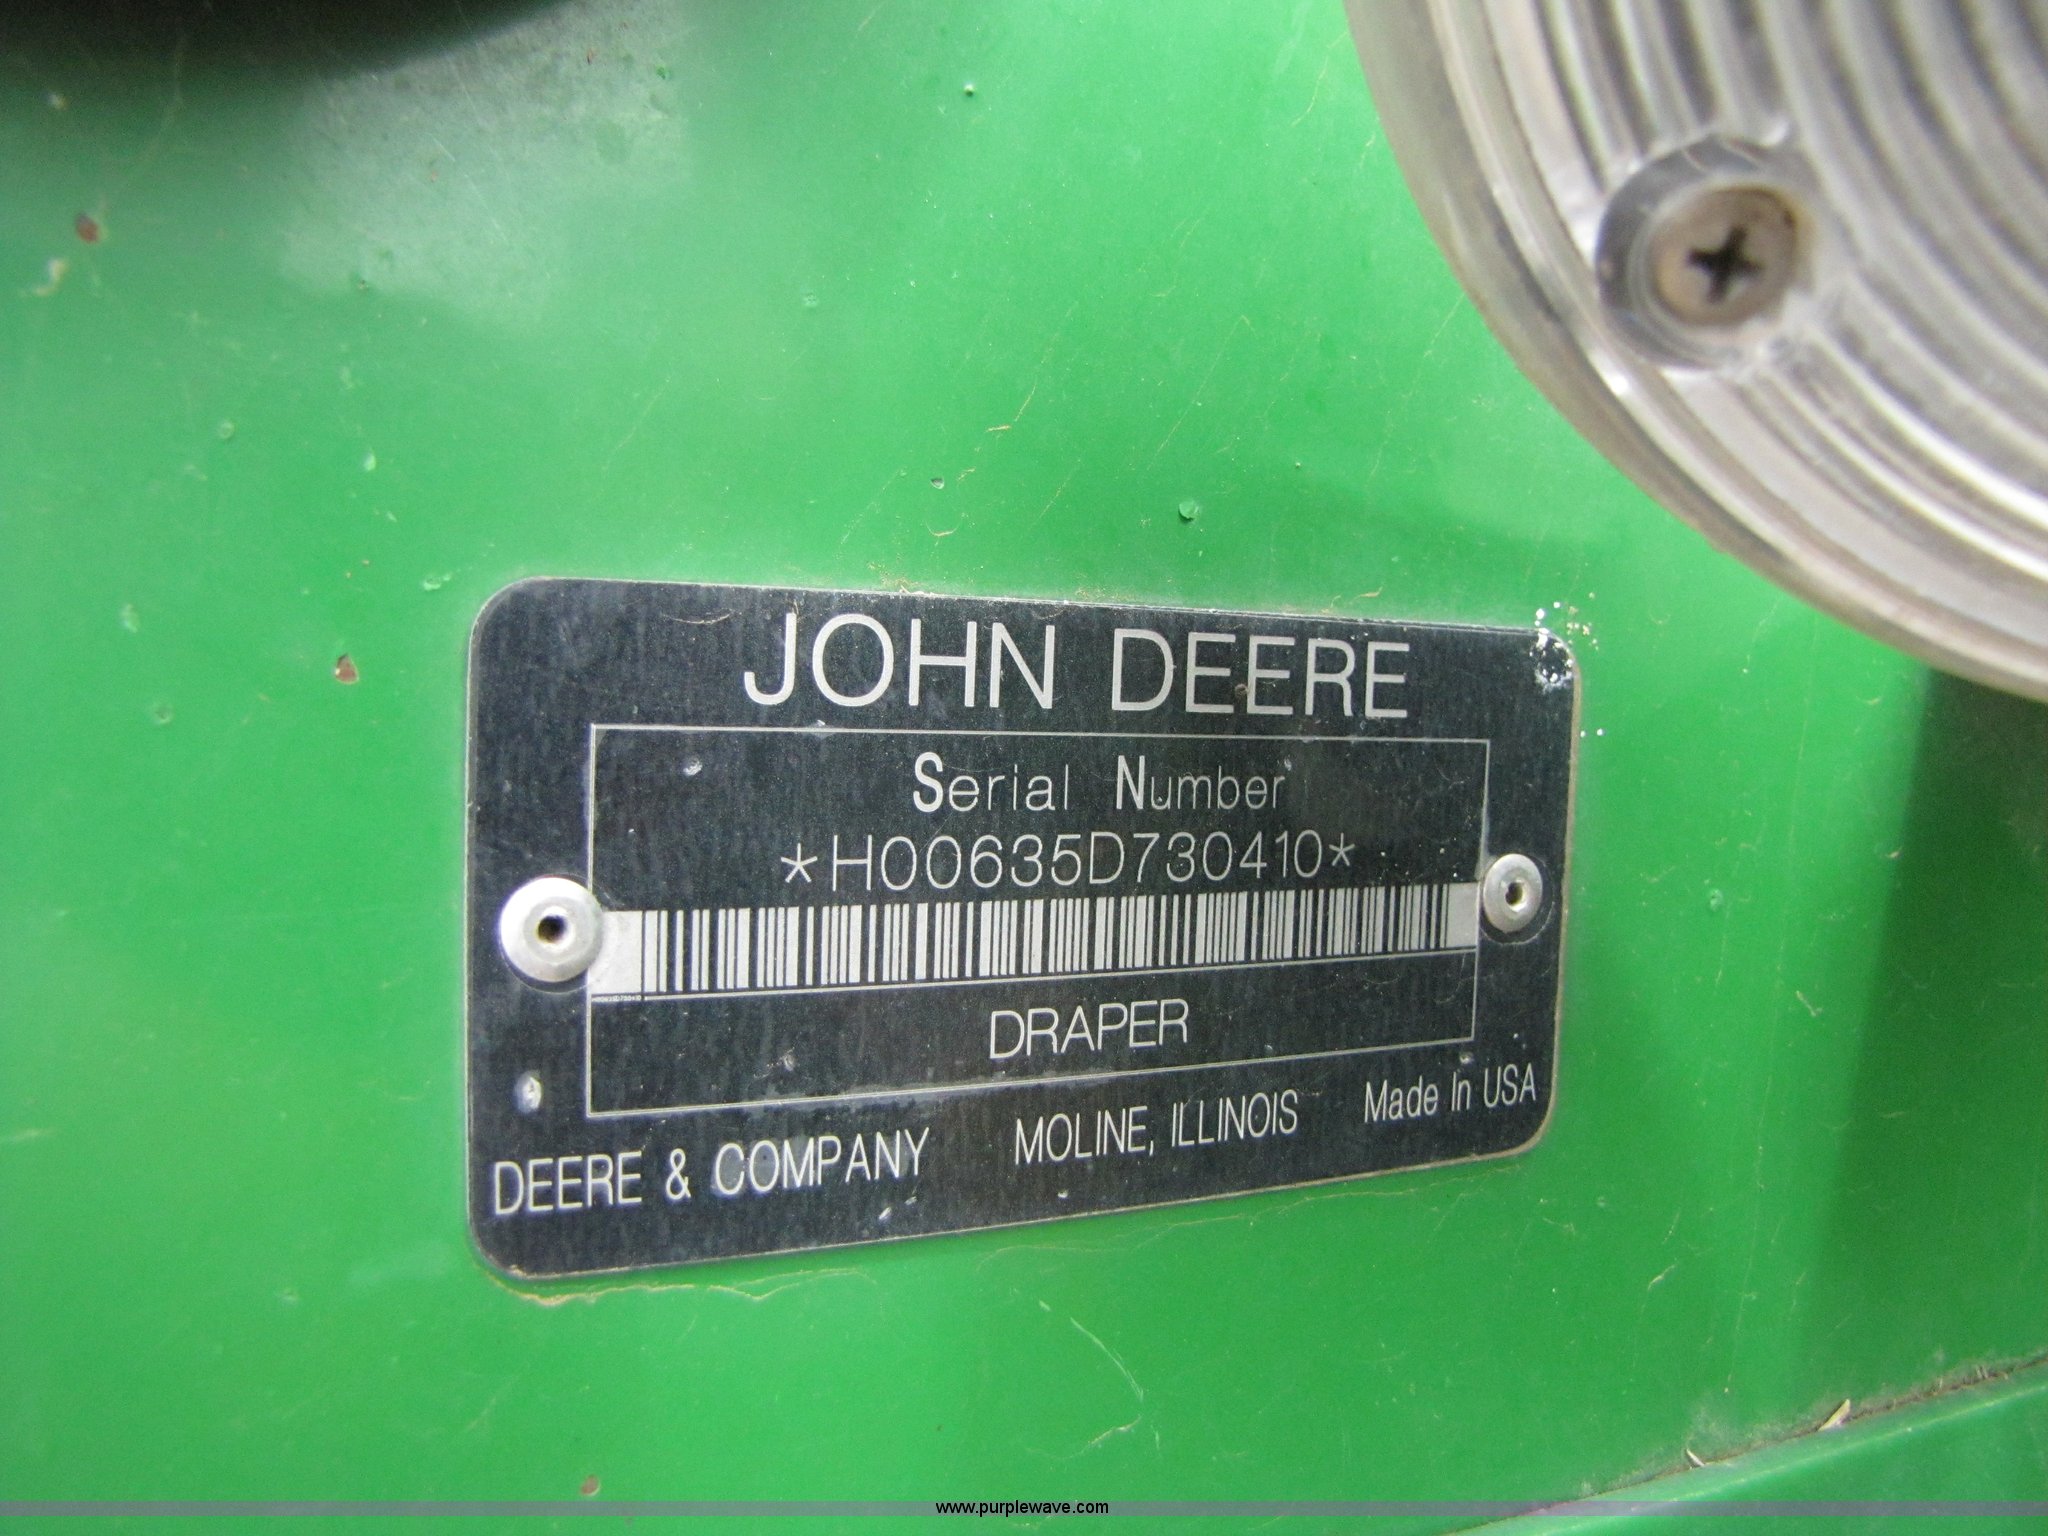 JOHN DEERE
Serial Number
*H00635D730410*
DRAPER
DEERE & COMPANY MOLINE, ILLINOIS Made In USA
www.purplewave.com